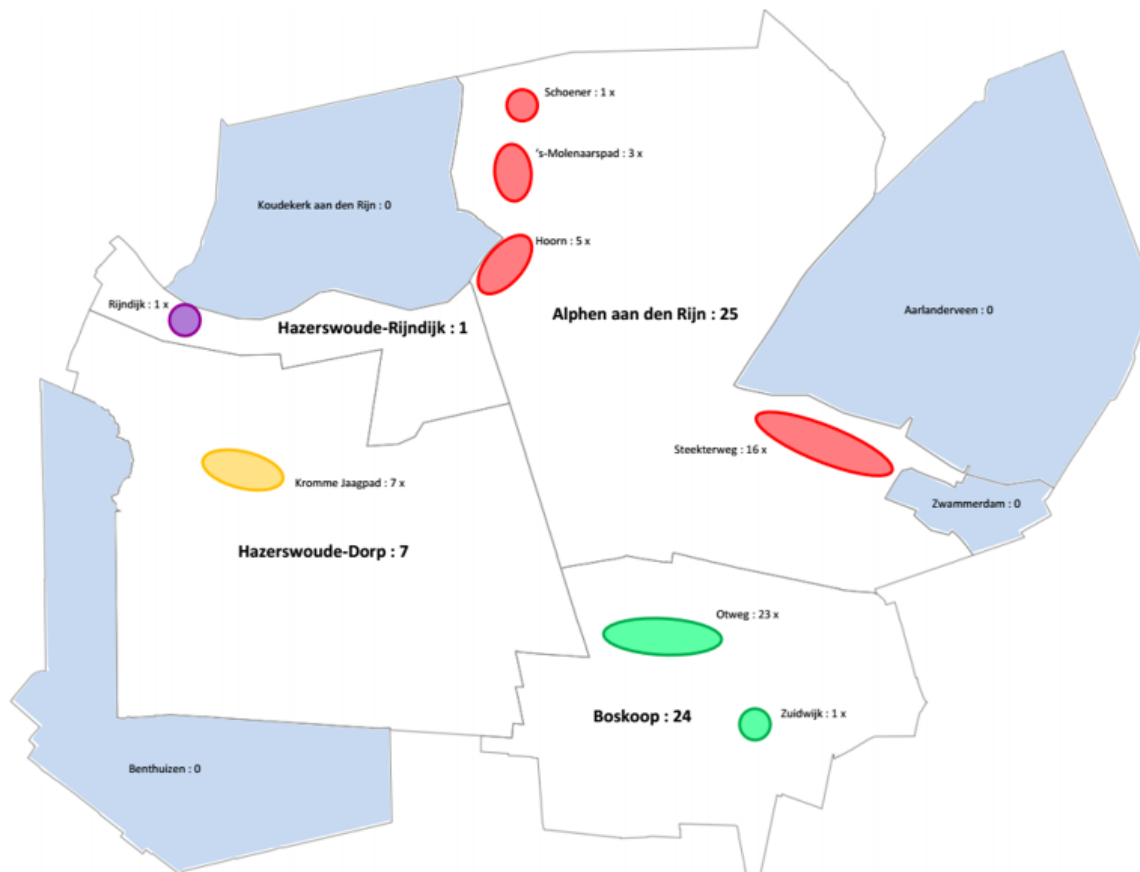 Schoener : 1 x
's-Molenaarspad : 3 x
Koudekerk aan den Rijn : 0
Hoorn : 5 x
Rijndijk : 1 x
Hazerswoude-Rijndijk : 1
Alphen aan den Rijn : 25
Aarlanderveen : 0
Steekterweg : 16 x
Kromme Jaagpad : 7 x
Zwammerdam : 0
Hazerswoude-Dorp : 7
Otweg : 23 x
Boskoop : 24
Zuidwijk : 1 x
Benthuizen : 0